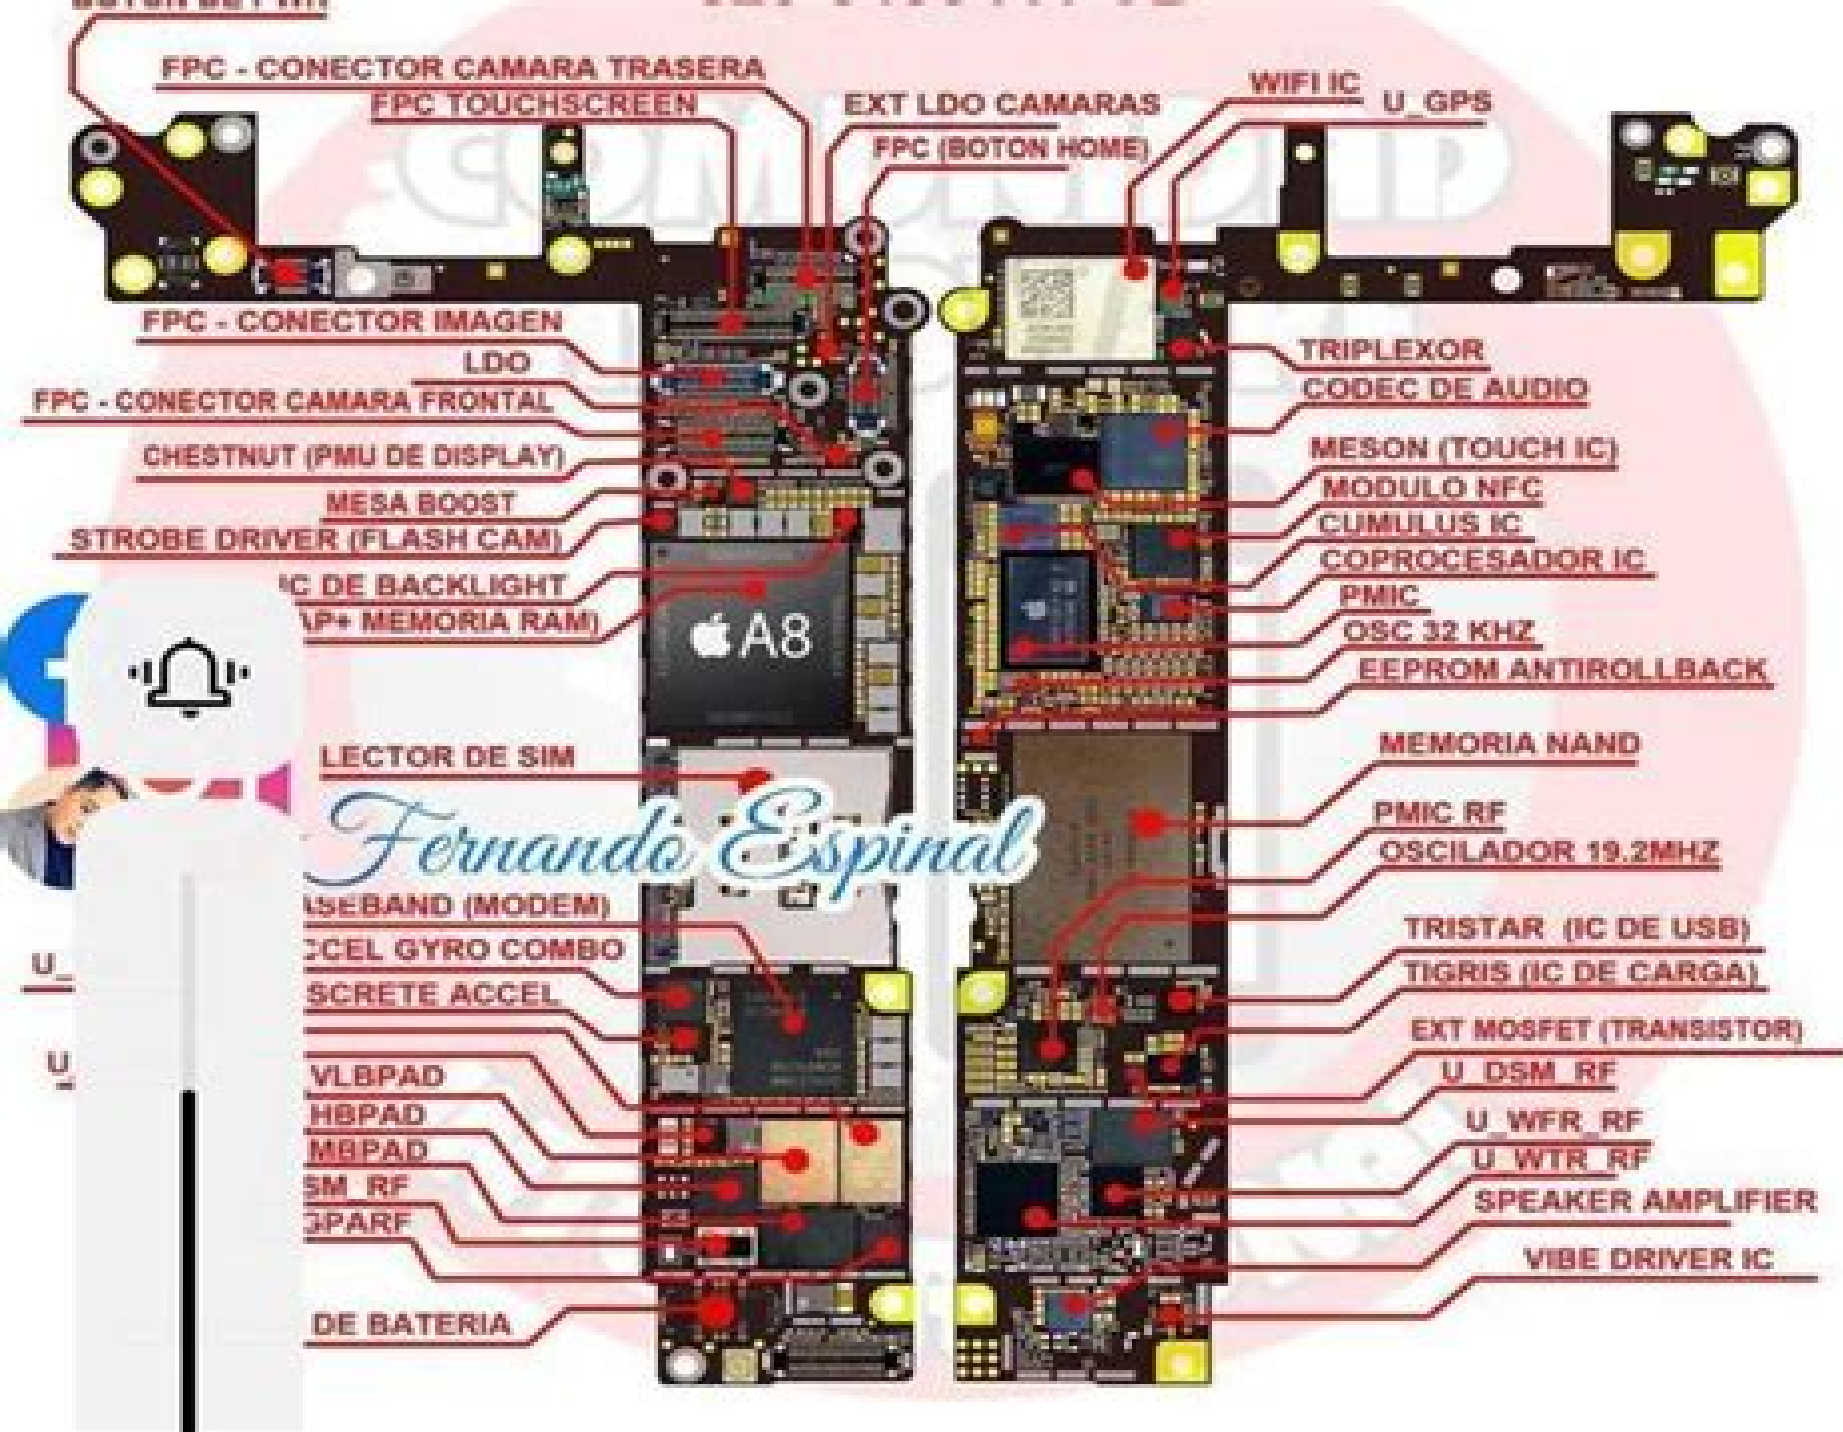 FPC - CONECTOR CAMARA TRASERA
FPC TOUCHSCREEN
EXT LDO CAMARAS
FPC (BOTON HOME)
WIFI IC
U_GPS
FPC - CONECTOR IMAGEN
LDO
FPC - CONECTOR CAMARA FRONTAL
CHESTNUT (PMU DE DISPLAY)
MESA BOOST
STROBE DRIVER (FLASH CAM)
IC DE BACKLIGHT
AP+ MEMORIA RAM)
A8
LECTOR DE SIM
Fernando Espinal
ASEBAND (MODEM)
CCEL GYRO COMBO
U_
SCRETE ACCEL
U_
VLBPAD
HBPAD
MBPAD
SM_RF
GPARF
DE BATERIA
TRIPLEXOR
CODEC DE AUDIO
MESON (TOUCH IC)
MODULO NFC
CUMULUS IC
COPROCESADOR IC
PMIC
OSC 32 KHZ
EEPROM ANTIROLLBACK
MEMORIA NAND
PMIC RF
OSCILADOR 19.2MHZ
TRISTAR (IC DE USB)
TIGRIS (IC DE CARGA)
EXT MOSFET (TRANSISTOR)
U_DSM_RF
U_WFR_RF
U_WTR_RF
SPEAKER AMPLIFIER
VIBE DRIVER IC